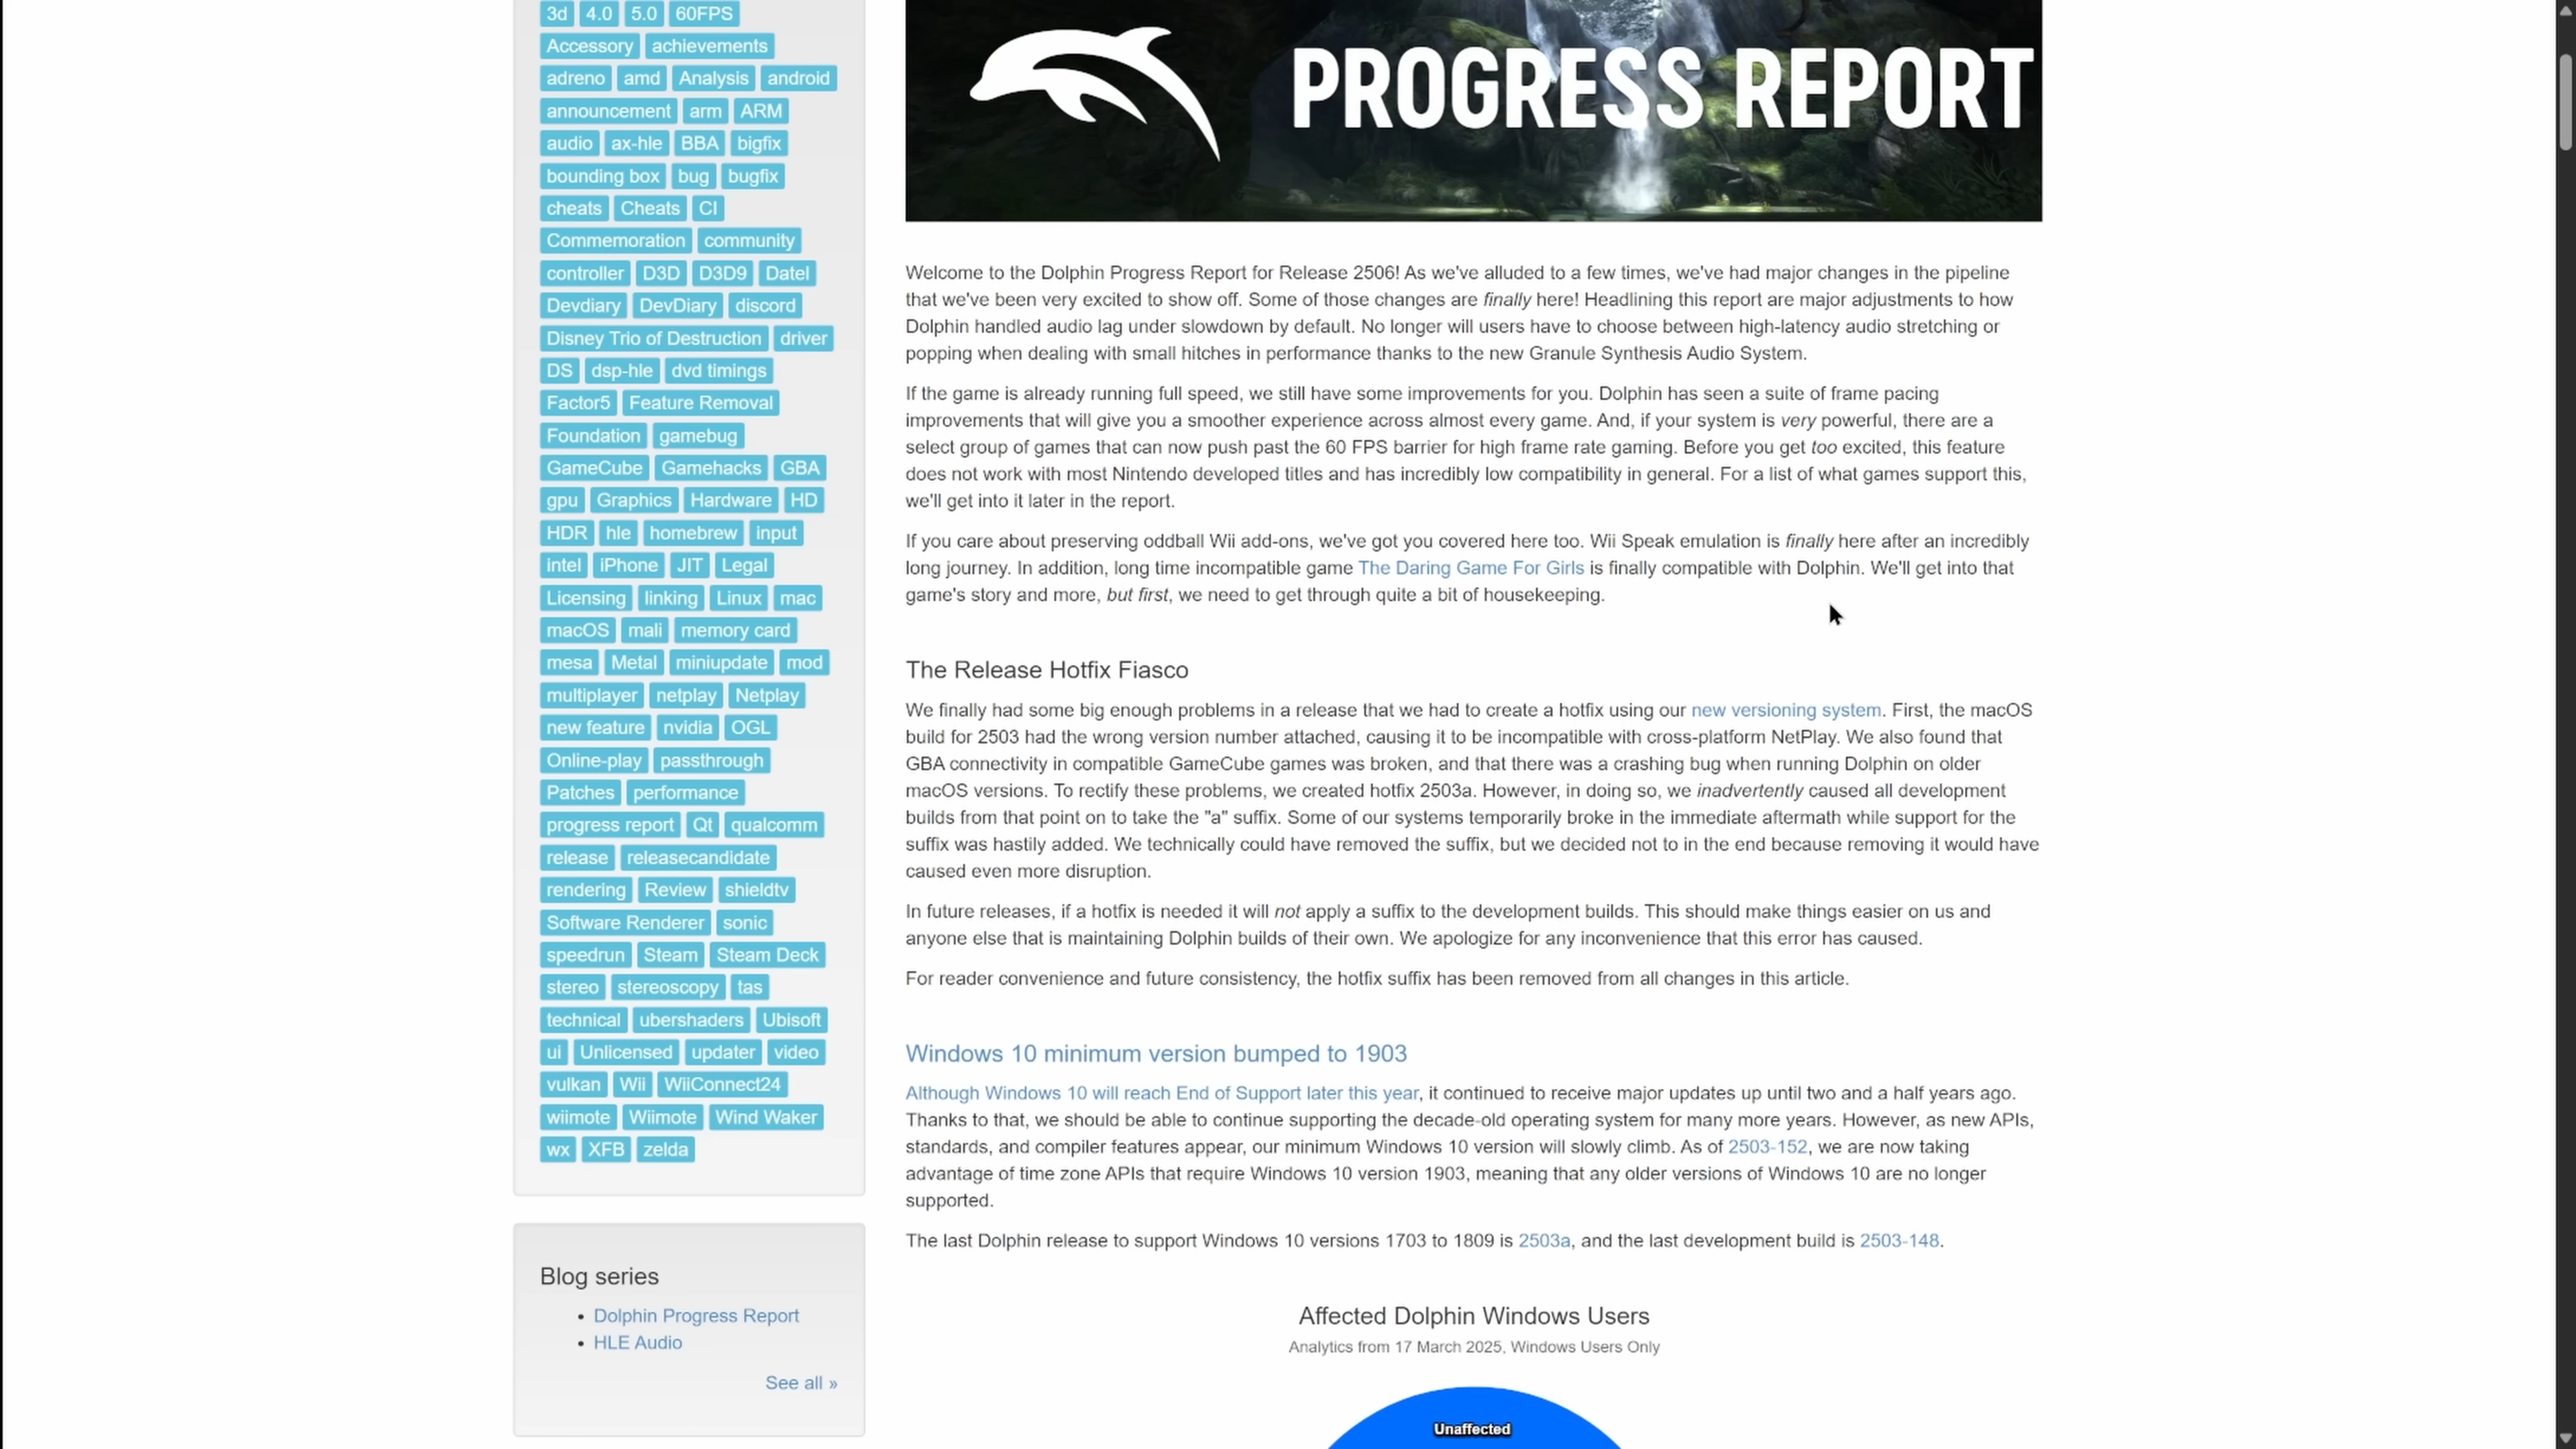 3d 4.0 5.0 60FPS
Accessory achievements
adreno amd Analysis android
announcement arm ARM
audio ax-hle BBA bigfix
bounding box bug bugfix
cheats Cheats CI
Commemoration community
controller D3D D3D9 Datel
Devdiary DevDiary discord
Disney Trio of Destruction driver
DS dsp-hle dvd timings
Factor5 Feature Removal
Foundation gamebug
GameCube Gamehacks GBA
gpu Graphics Hardware HD
HDR hle homebrew input
intel iPhone JIT Legal
Licensing linking Linux mac
macOS mali memory card
mesa Metal miniupdate mod
multiplayer netplay Netplay
new feature nvidia OGL
Online-play passthrough
Patches performance
progress report Qt qualcomm
release releasecandidate
rendering Review shieldtv
Software Renderer sonic
speedrun Steam Steam Deck
stereo stereoscopy tas
technical ubershaders Ubisoft
ui Unlicensed updater video
vulkan Wii WiiConnect24
wiimote Wiimote Wind Waker
wx XFB zelda
Blog series
• Dolphin Progress Report
• HLE Audio
See all »
PROGRESS REPORT
Welcome to the Dolphin Progress Report for Release 2506! As we've alluded to a few times, we've had major changes in the pipeline
that we've been very excited to show off. Some of those changes are finally here! Headlining this report are major adjustments to how
Dolphin handled audio lag under slowdown by default. No longer will users have to choose between high-latency audio stretching or
popping when dealing with small hitches in performance thanks to the new Granule Synthesis Audio System.
If the game is already running full speed, we still have some improvements for you. Dolphin has seen a suite of frame pacing
improvements that will give you a smoother experience across almost every game. And, if your system is very powerful, there are a
select group of games that can now push past the 60 FPS barrier for high frame rate gaming. Before you get too excited, this feature
does not work with most Nintendo developed titles and has incredibly low compatibility in general. For a list of what games support this,
we'll get into it later in the report.
If you care about preserving oddball Wii add-ons, we've got you covered here too. Wii Speak emulation is finally here after an incredibly
long journey. In addition, long time incompatible game The Daring Game For Girls is finally compatible with Dolphin. We'll get into that
game's story and more, but first, we need to get through quite a bit of housekeeping.
The Release Hotfix Fiasco
We finally had some big enough problems in a release that we had to create a hotfix using our new versioning system. First, the macOS
build for 2503 had the wrong version number attached, causing it to be incompatible with cross-platform NetPlay. We also found that
GBA connectivity in compatible GameCube games was broken, and that there was a crashing bug when running Dolphin on older
macOS versions. To rectify these problems, we created hotfix 2503a. However, in doing so, we inadvertently caused all development
builds from that point on to take the "a" suffix. Some of our systems temporarily broke in the immediate aftermath while support for the
suffix was hastily added. We technically could have removed the suffix, but we decided not to in the end because removing it would have
caused even more disruption.
In future releases, if a hotfix is needed it will not apply a suffix to the development builds. This should make things easier on us and
anyone else that is maintaining Dolphin builds of their own. We apologize for any inconvenience that this error has caused.
For reader convenience and future consistency, the hotfix suffix has been removed from all changes in this article.
Windows 10 minimum version bumped to 1903
Although Windows 10 will reach End of Support later this year, it continued to receive major updates up until two and a half years ago.
Thanks to that, we should be able to continue supporting the decade-old operating system for many more years. However, as new APIs,
standards, and compiler features appear, our minimum Windows 10 version will slowly climb. As of 2503-152, we are now taking
advantage of time zone APIs that require Windows 10 version 1903, meaning that any older versions of Windows 10 are no longer
supported.
The last Dolphin release to support Windows 10 versions 1703 to 1809 is 2503a, and the last development build is 2503-148.
Affected Dolphin Windows Users
Analytics from 17 March 2025, Windows Users Only
Unaffected